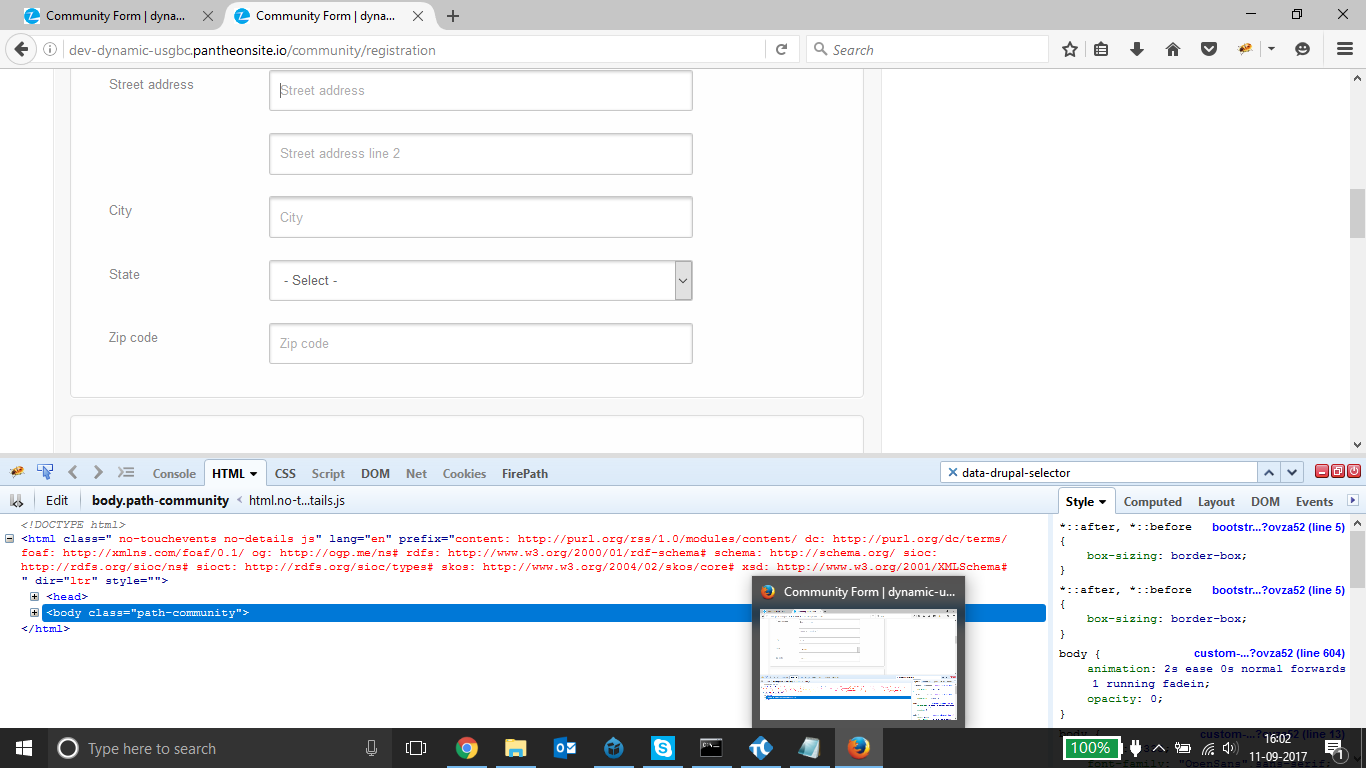 Community Form | dyna...
Community Form | dyna...
dev-dynamic-usgbc.pantheonsite.io/community/registration
Search
Street address
Street address
Street address line 2
City
City
State
- Select -
Zip code
Zip code
Console
HTML
CSS
Script
DOM
Net
Cookies
FirePath
data-drupal-selector
Edit
body.path-community < html.no-t...tails.js
Style
Computed
Layout
DOM
Events
<!DOCTYPE html>
<html class=" no-touchevents no-details js" lang="en" prefix="content: http://purl.org/rss/1.0/modules/content/ dc: http://purl.org/dc/terms/
foaf: http://xmlns.com/foaf/0.1/ og: http://ogp.me/ns# rdfs: http://www.w3.org/2000/01/rdf-schema# schema: http://schema.org/ sioc:
http://rdfs.org/sioc/ns# sioct: http://rdfs.org/sioc/types# skos: http://www.w3.org/2004/02/skos/core# xsd: http://www.w3.org/2001/XMLSchema#
" dir="ltr" style="">
<head>
<body class="path-community">
</html>
*::after, *::before bootstr...?ovza52 (line 5)
{
box-sizing: border-box;
}
*::after, *::before bootstr...?ovza52 (line 5)
{
box-sizing: border-box;
}
body { custom-...?ovza52 (line 604)
animation: 2s ease 0s normal forwards
1 running fadein;
opacity: 0;
}
Community Form | dynamic-u...
Type here to search
100%
16:02
11-09-2017
1